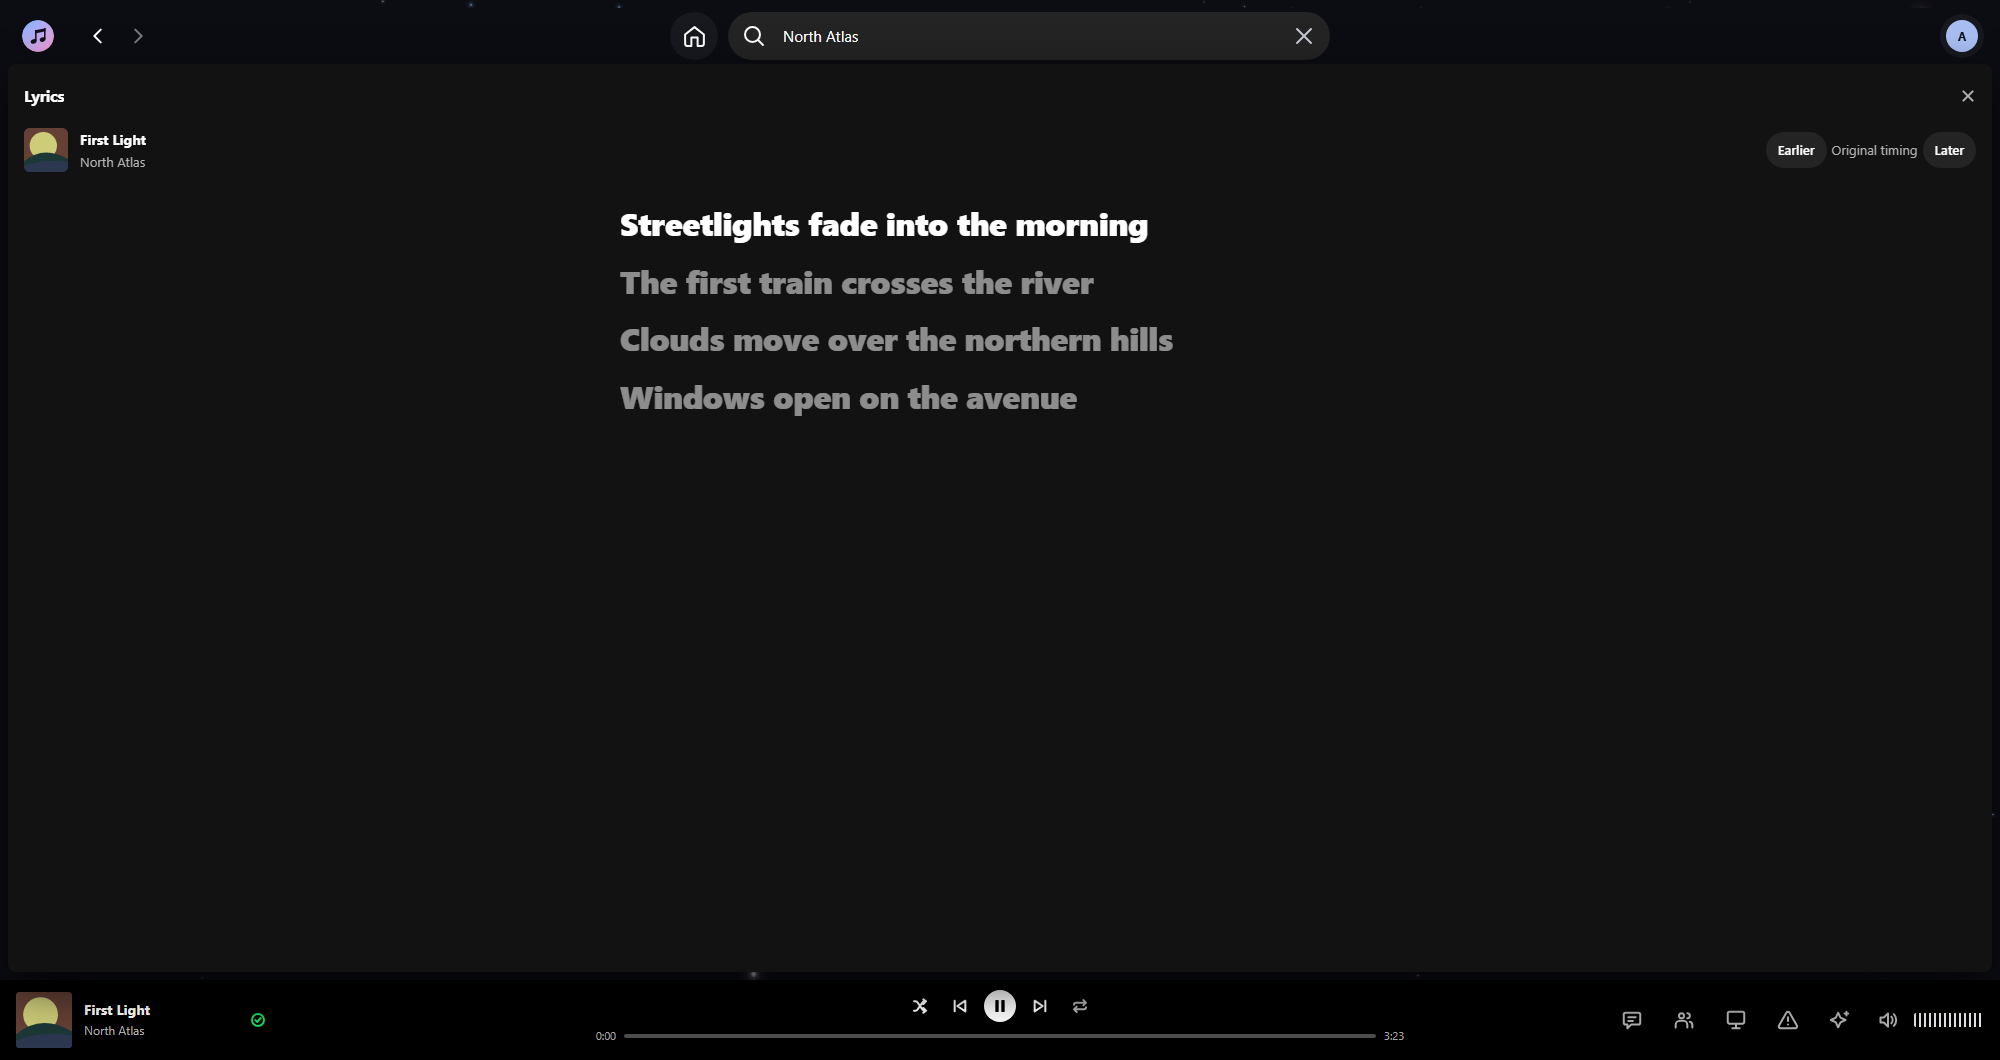 North Atlas
A
Lyrics
First Light
North Atlas
Earlier Original timing Later
Streetlights fade into the morning
The first train crosses the river
Clouds move over the northern hills
Windows open on the avenue
First Light
North Atlas
0:00
3:23